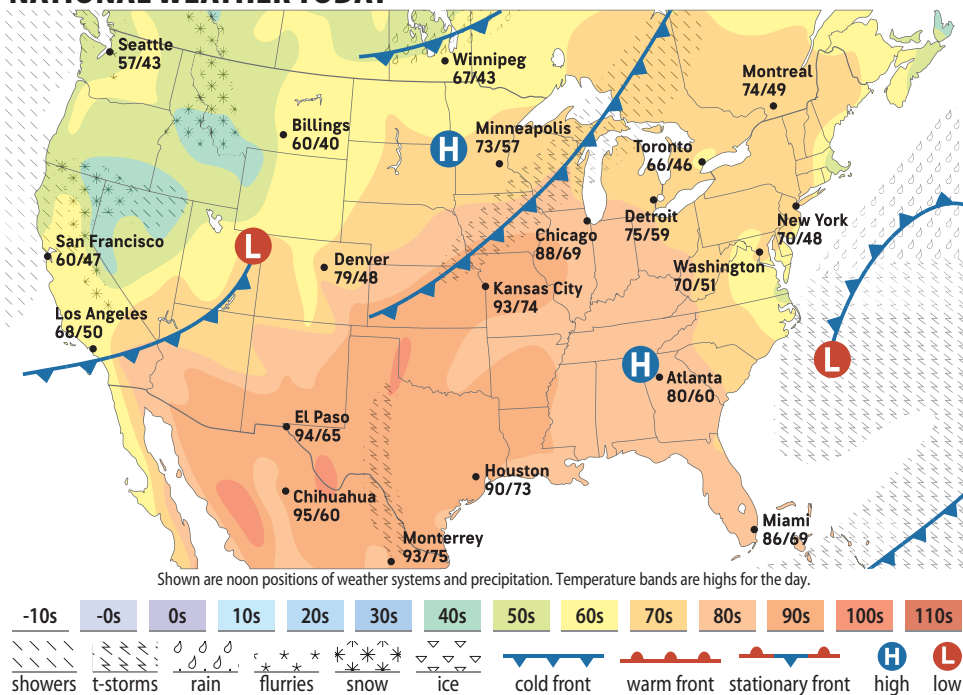 NATIONAL WEATHER TODAY
Seattle
57/43
Winnipeg
67/43
Montreal
74/49
Billings
60/40
H
Minneapolis
73/57
Toronto
66/46
San Francisco
60/47
L
Denver
79/48
Chicago
88/69
Detroit
75/59
New York
70/48
Washington
70/51
Kansas City
93/74
Los Angeles
68/50
H
Atlanta
80/60
L
El Paso
94/65
Houston
90/73
Chihuahua
95/60
Monterrey
93/75
Miami
86/69
Shown are noon positions of weather systems and precipitation. Temperature bands are highs for the day.
-10s -0s 0s 10s 20s 30s 40s 50s 60s 70s 80s 90s 100s 110s
H L
showers t-storms rain flurries snow ice cold front warm front stationary front high low